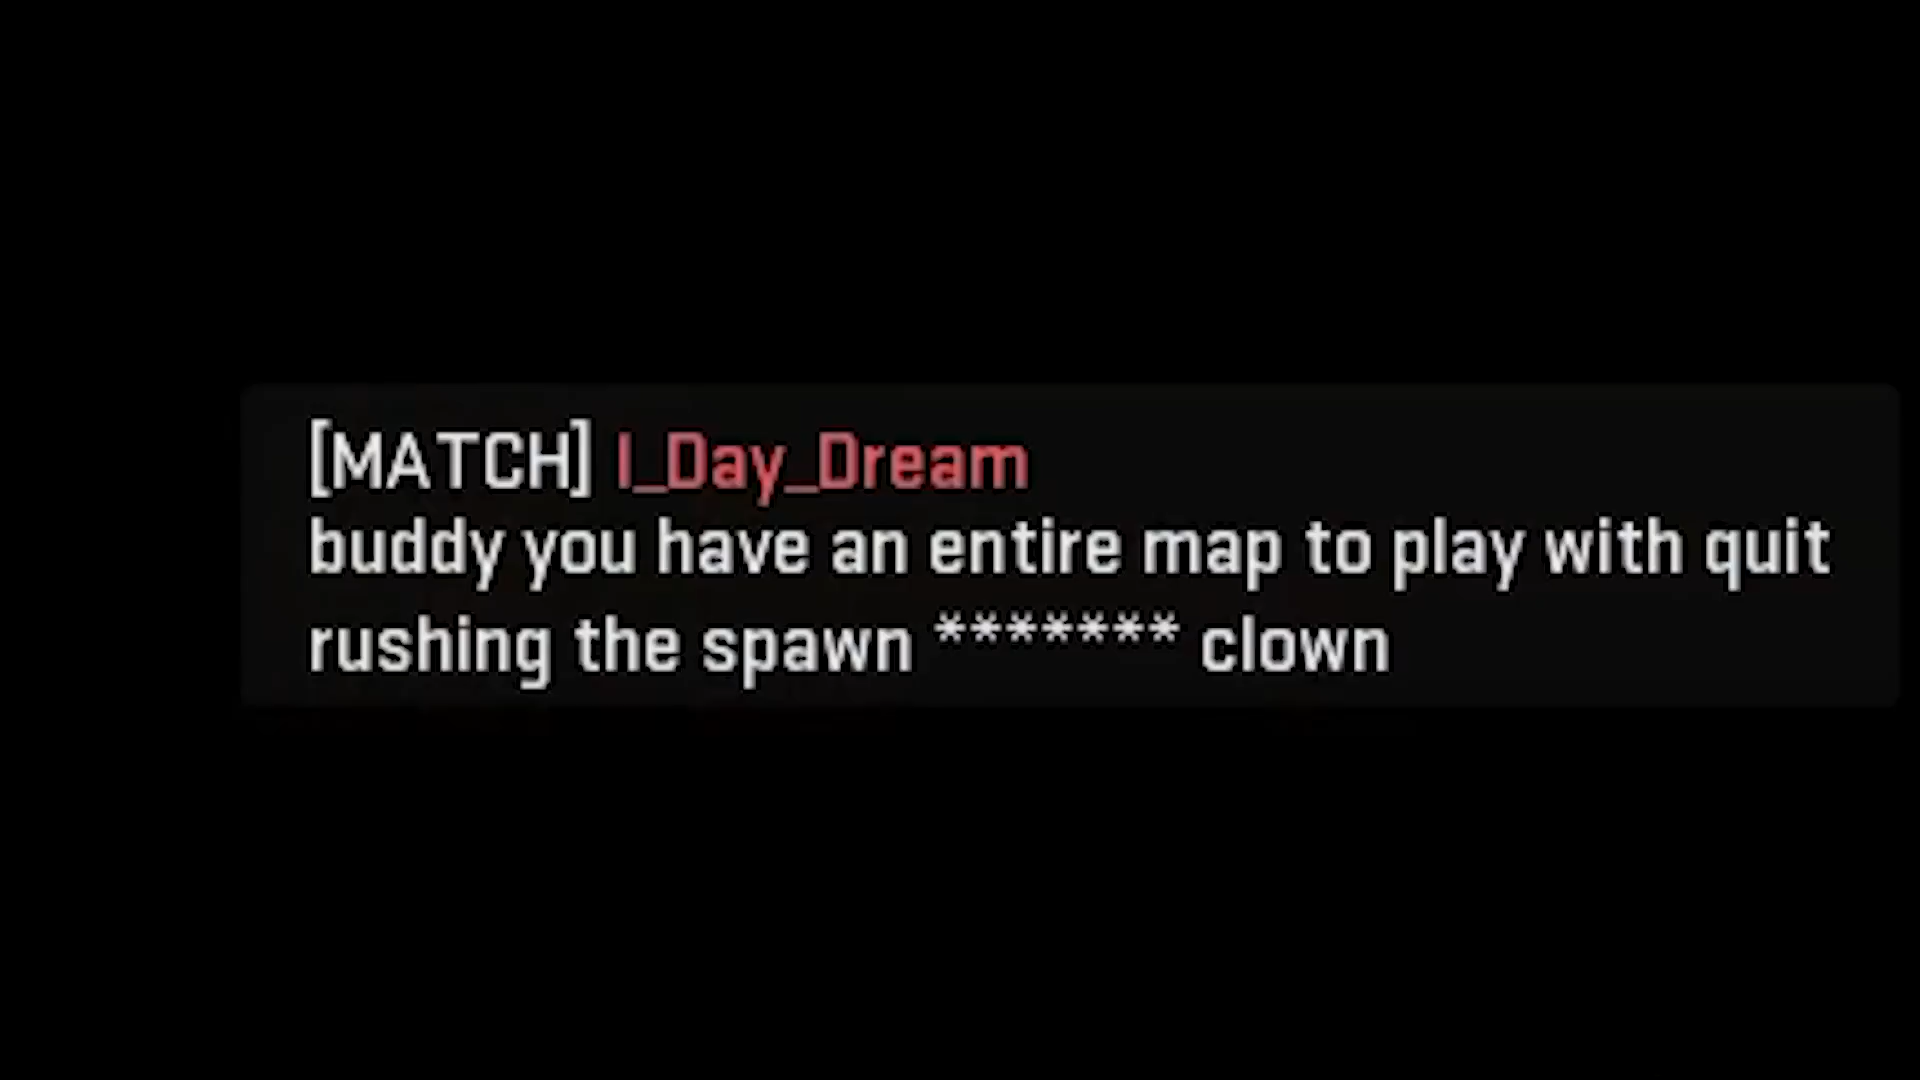 [MATCH] I_Day_Dream
buddy you have an entire map to play with quit
rushing the spawn ******* clown